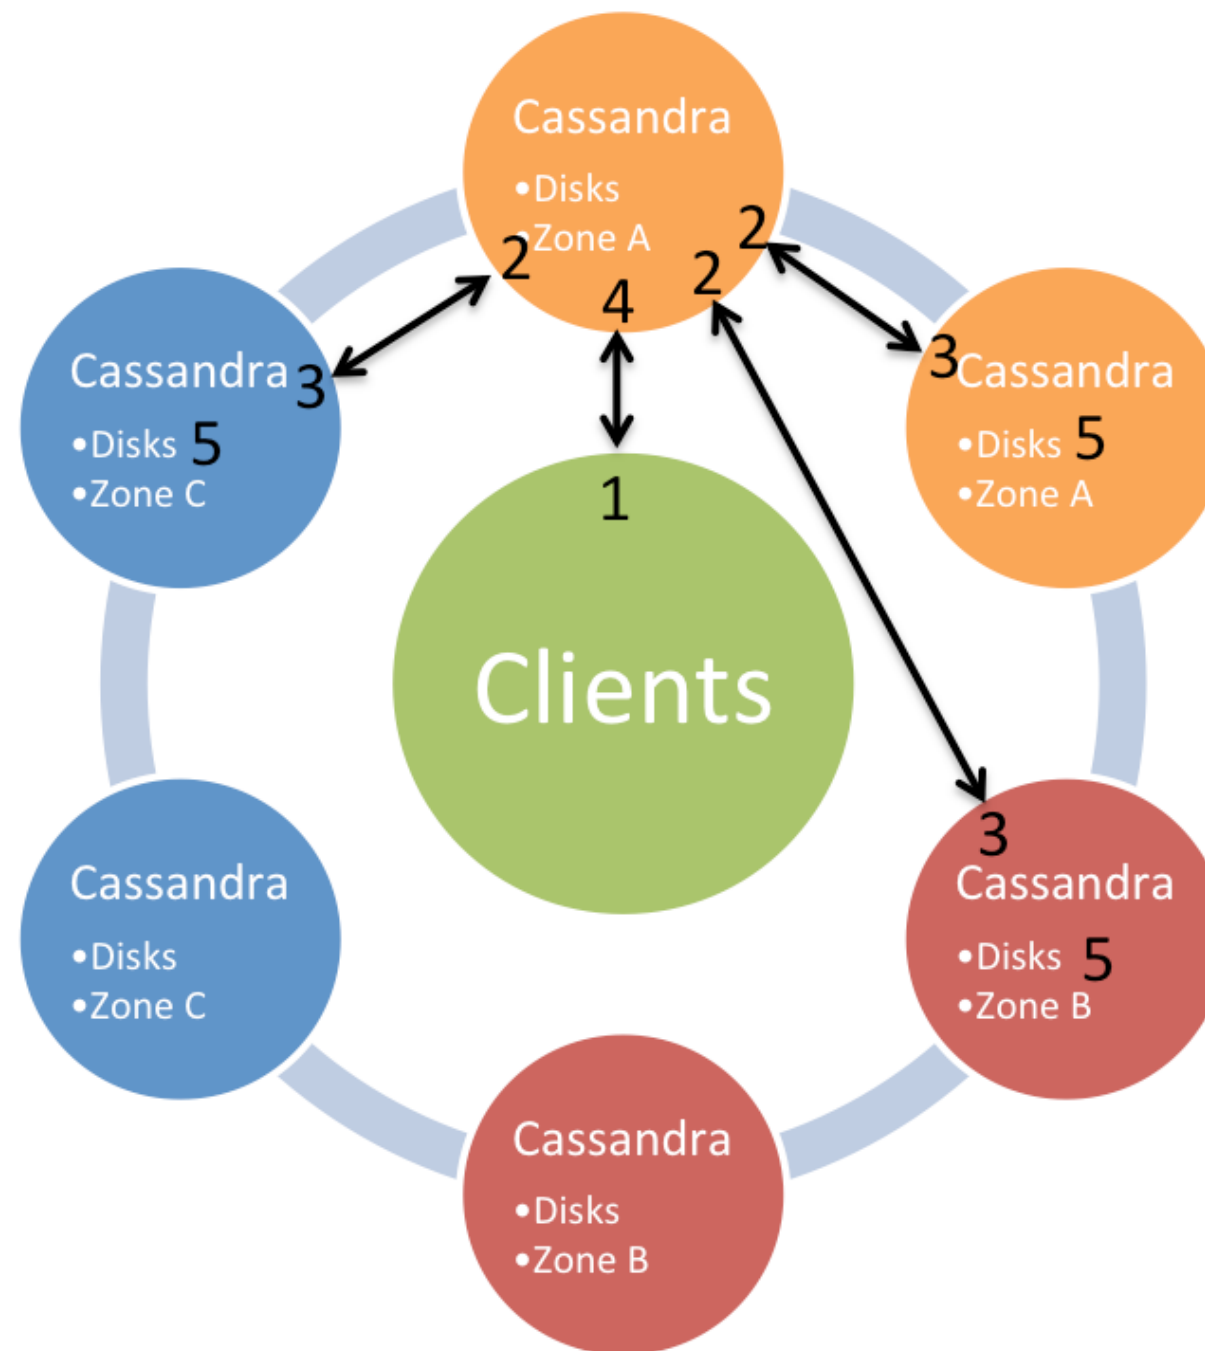 Cassandra
•Disks
•Zone A
2
2
2
4
Cassandra
3
•Disks 5
•Zone C
3
Cassandra
•Disks 5
•Zone A
1
Clients
Cassandra
•Disks
•Zone C
3
Cassandra
•Disks 5
•Zone B
Cassandra
•Disks
•Zone B